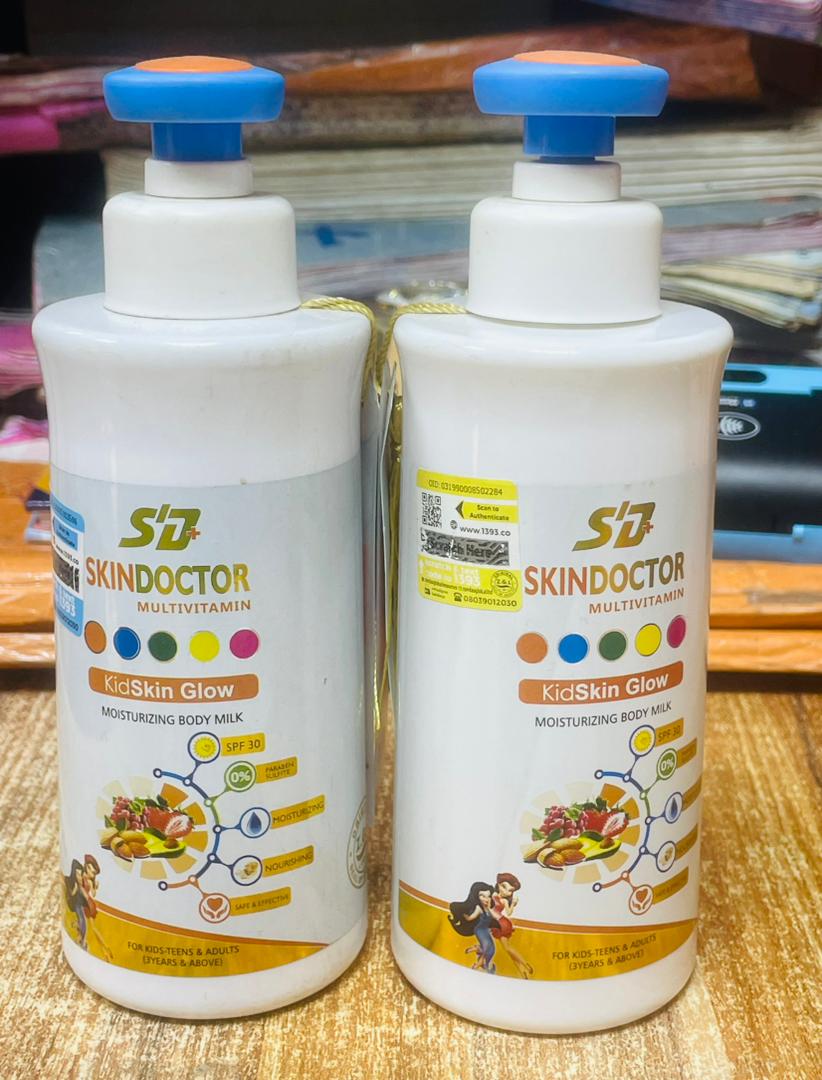 SD+
SKINDOCTOR
MULTIVITAMIN
KidSkin Glow
MOISTURIZING BODY MILK
SPF 30
0%
PARABEN
SULFITE
MOISTURIZING
NOURISHING
SAFE & EFFECTIVE
FOR KIDS-TEENS & ADULTS
(3YEARS & ABOVE)
OID: 031990008502284
Scan to
Authenticate
www.1393.co
Scratch Here
08039012030
SD+
SKINDOCTOR
MULTIVITAMIN
KidSkin Glow
MOISTURIZING BODY MILK
SPF 30
0%
FOR KIDS-TEENS & ADULTS
(3YEARS & ABOVE)